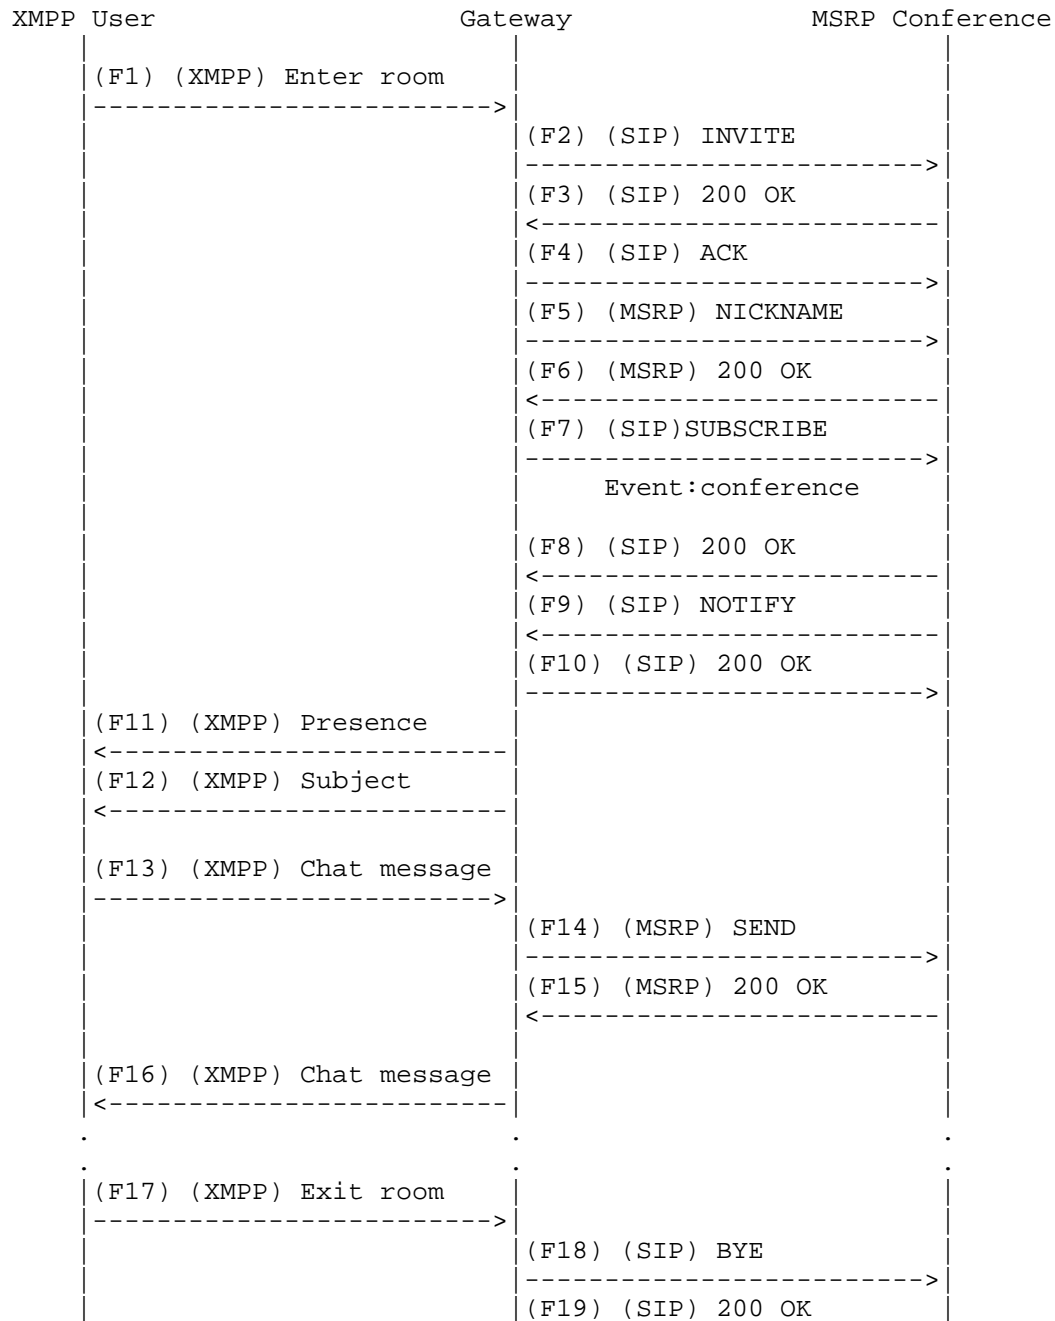 XMPP User                   Gateway               MSRP Conference
(F1) (XMPP) Enter room
(F2) (SIP) INVITE
(F3) (SIP) 200 OK
(F4) (SIP) ACK
(F5) (MSRP) NICKNAME
(F6) (MSRP) 200 OK
(F7) (SIP)SUBSCRIBE
Event:conference
(F8) (SIP) 200 OK
(F9) (SIP) NOTIFY
(F10) (SIP) 200 OK
(F11) (XMPP) Presence
(F12) (XMPP) Subject
(F13) (XMPP) Chat message
(F14) (MSRP) SEND
(F15) (MSRP) 200 OK
(F16) (XMPP) Chat message
(F17) (XMPP) Exit room
(F18) (SIP) BYE
(F19) (SIP) 200 OK